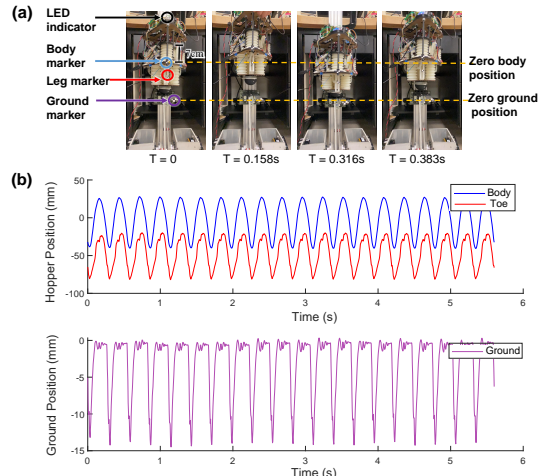 (a)
LED
indicator
Body
marker
Leg marker
Ground
marker
7cm
Zero body
position
Zero ground
position
T = 0
T = 0.158s
T = 0.316s
T = 0.383s
(b)
Hopper Position (mm)
50
0
-50
-100
Body
Toe
0
1
2
3
4
5
6
Time (s)
Ground Position (mm)
0
-5
-10
-15
Ground
0
1
2
3
4
5
6
Time (s)